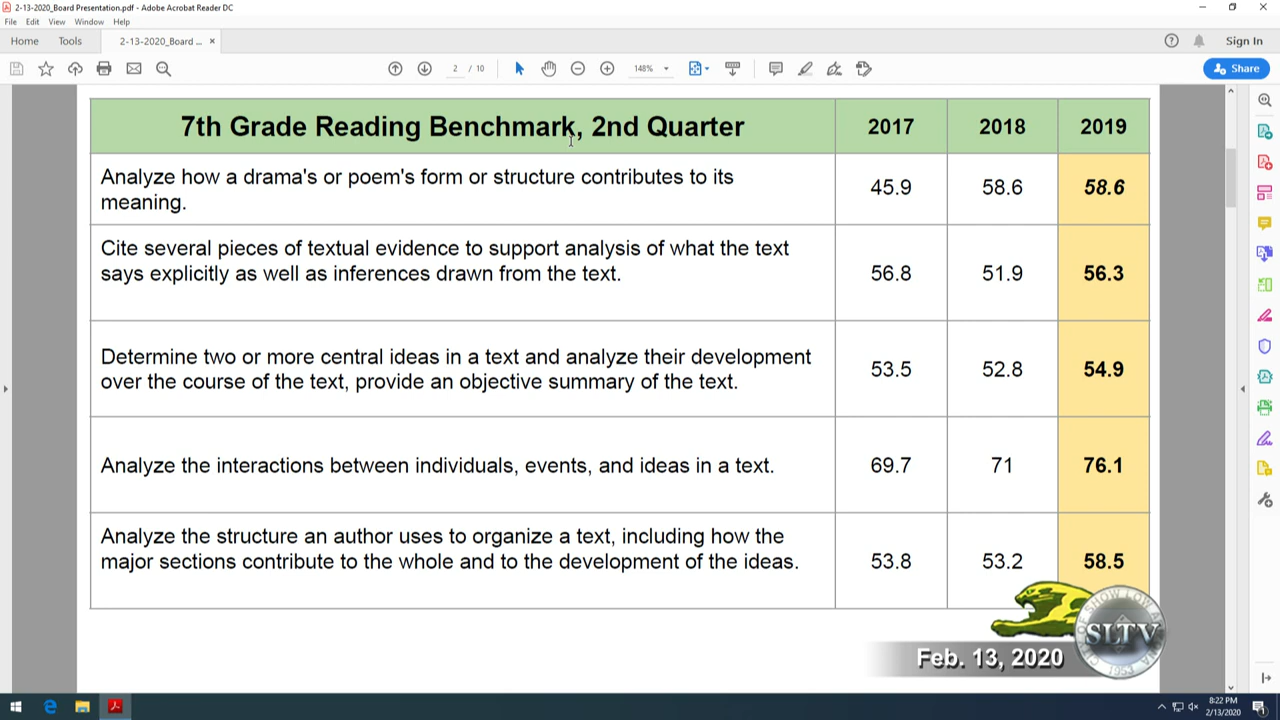 2-13-2020_Board Presentation.pdf - Adobe Acrobat Reader DC
File Edit View Window Help
Home Tools 2-13-2020_Board ... × Sign In
2 / 10 148% Share
7th Grade Reading Benchmark, 2nd Quarter 2017 2018 2019
Analyze how a drama's or poem's form or structure contributes to its
meaning.
45.9 58.6 58.6
Cite several pieces of textual evidence to support analysis of what the text
says explicitly as well as inferences drawn from the text.
56.8 51.9 56.3
Determine two or more central ideas in a text and analyze their development
over the course of the text, provide an objective summary of the text.
53.5 52.8 54.9
Analyze the interactions between individuals, events, and ideas in a text. 69.7 71 76.1
Analyze the structure an author uses to organize a text, including how the
major sections contribute to the whole and to the development of the ideas.
53.8 53.2 58.5
CITY OF SHOW LOW ARIZONA
SLTV
1953
Feb. 13, 2020
8:22 PM
2/13/2020